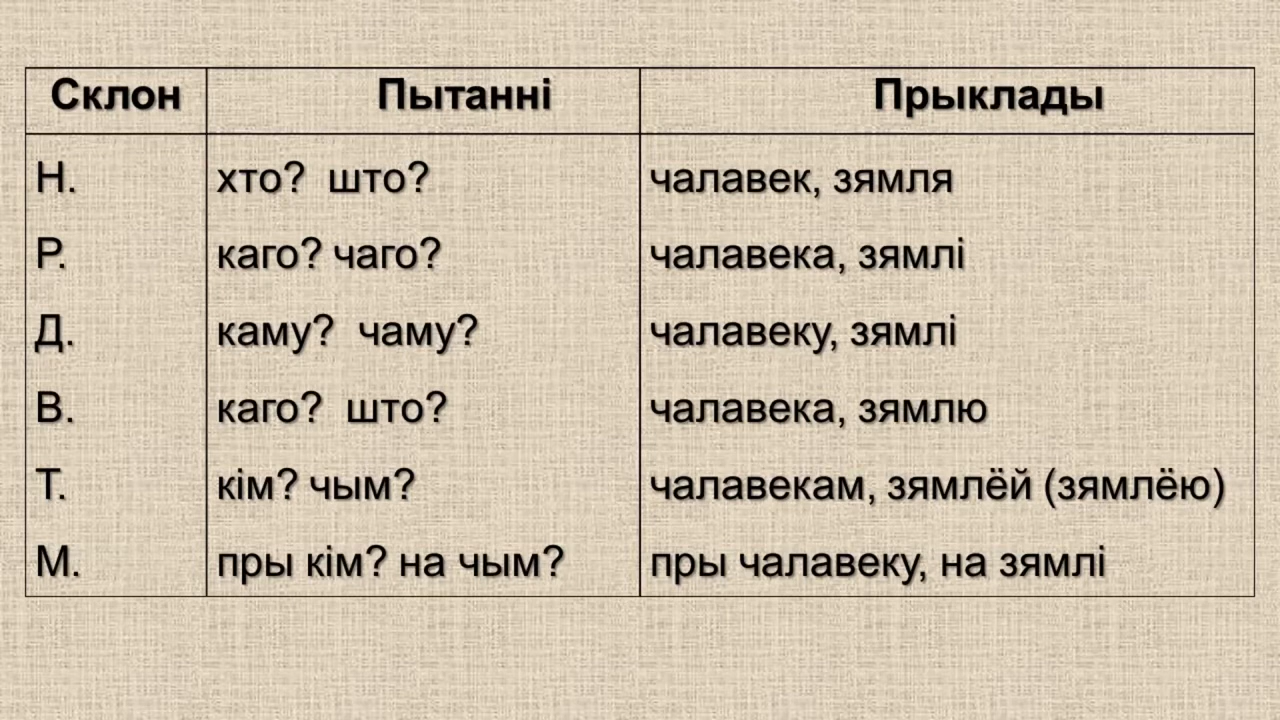 Склон Пытанні Прыклады
Н. хто? што? чалавек, зямля
Р. каго? чаго? чалавека, зямлі
Д. каму? чаму? чалавеку, зямлі
В. каго? што? чалавека, зямлю
Т. кім? чым? чалавекам, зямлёй (зямлёю)
М. пры кім? на чым? пры чалавеку, на зямлі